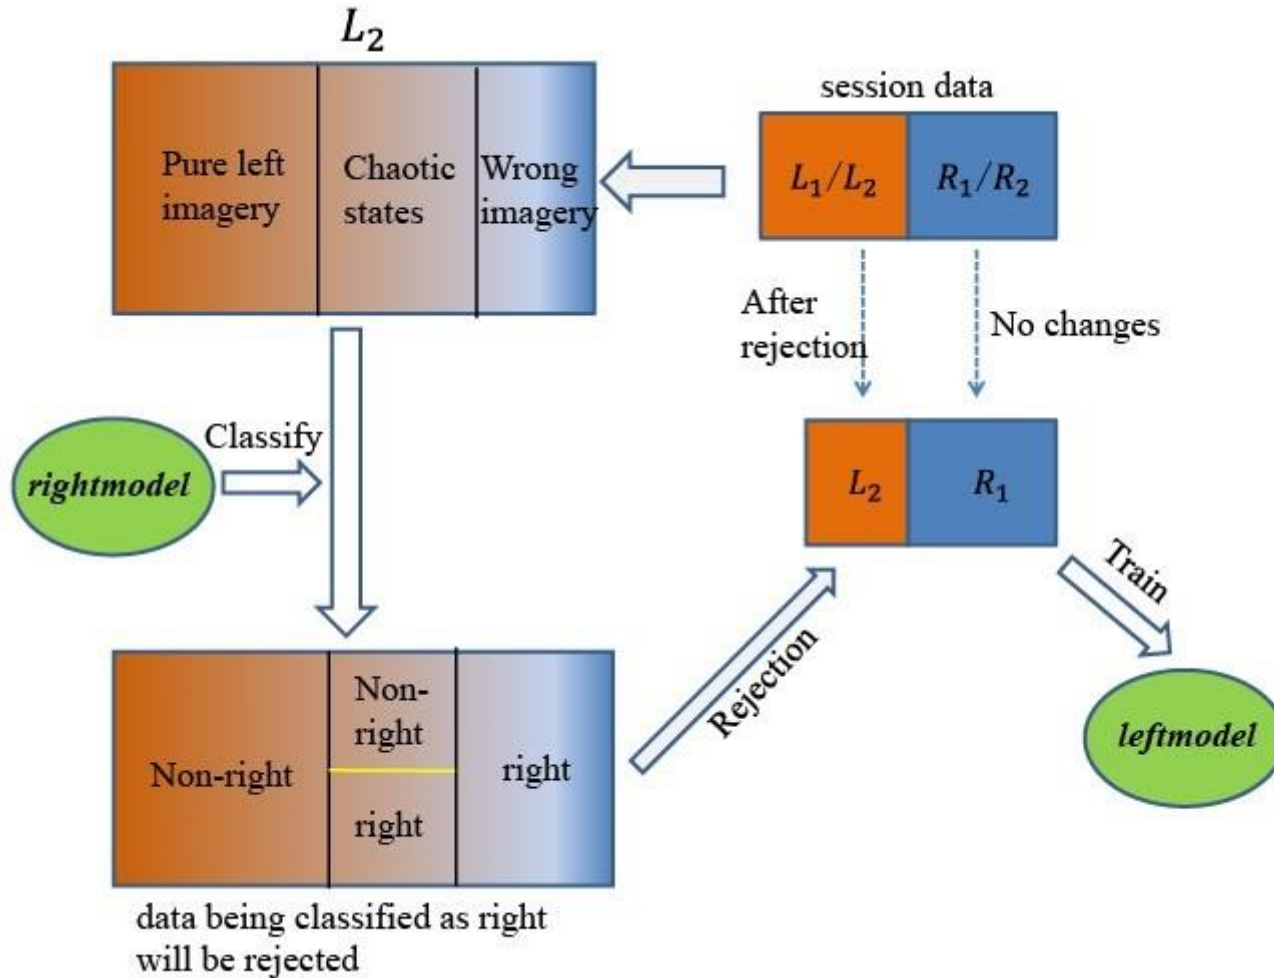 L₂
Pure left
imagery
Chaotic
states
Wrong
imagery
session data
L₁/L₂
R₁/R₂
After
rejection
No changes
rightmodel
Classify
L₂
R₁
Train
leftmodel
Rejection
Non-right
Non-
right
right
right
data being classified as right
will be rejected